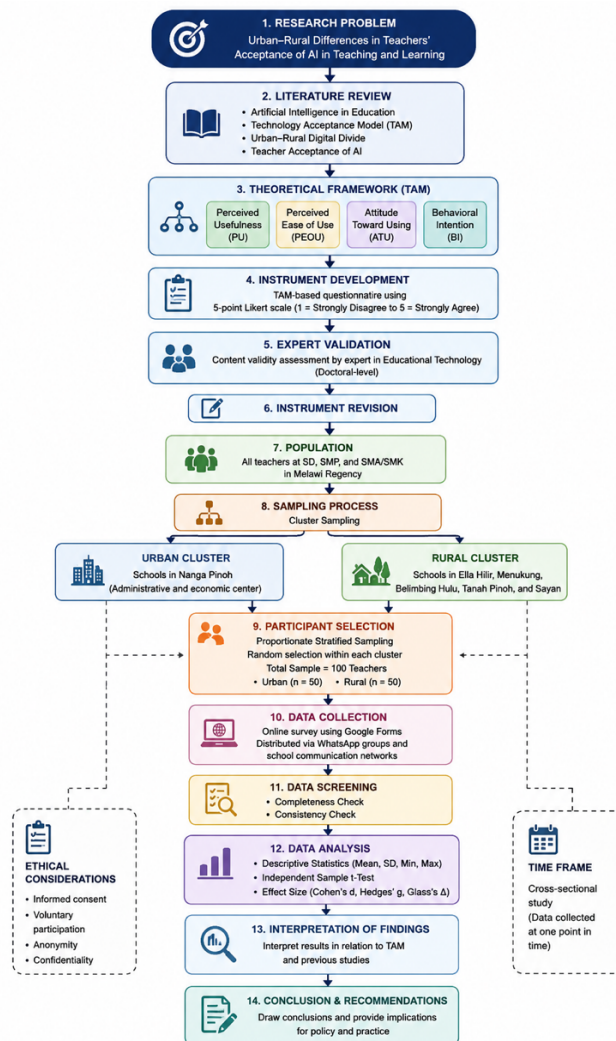 1. RESEARCH PROBLEM
Urban–Rural Differences in Teachers'
Acceptance of AI in Teaching and Learning
2. LITERATURE REVIEW
• Artificial Intelligence in Education
• Technology Acceptance Model (TAM)
• Urban–Rural Digital Divide
• Teacher Acceptance of AI
3. THEORETICAL FRAMEWORK (TAM)
Perceived
Usefulness
(PU)
Perceived
Ease of Use
(PEOU)
Attitude
Toward Using
(ATU)
Behavioral
Intention
(BI)
4. INSTRUMENT DEVELOPMENT
TAM-based questionnaire using
5-point Likert scale (1 = Strongly Disagree to 5 = Strongly Agree)
5. EXPERT VALIDATION
Content validity assessment by expert in Educational Technology
(Doctoral-level)
6. INSTRUMENT REVISION
7. POPULATION
All teachers at SD, SMP, and SMA/SMK
in Melawi Regency
8. SAMPLING PROCESS
Cluster Sampling
URBAN CLUSTER
Schools in Nanga Pinoh
(Administrative and economic center)
RURAL CLUSTER
Schools in Ella Hilir, Menukung,
Belimbing Hulu, Tanah Pinoh, and Sayan
9. PARTICIPANT SELECTION
Proportionate Stratified Sampling
Random selection within each cluster
Total Sample = 100 Teachers
• Urban (n = 50) • Rural (n = 50)
10. DATA COLLECTION
Online survey using Google Forms
Distributed via WhatsApp groups and
school communication networks
11. DATA SCREENING
• Completeness Check
• Consistency Check
12. DATA ANALYSIS
• Descriptive Statistics (Mean, SD, Min, Max)
• Independent Sample t-Test
• Effect Size (Cohen's d, Hedges' g, Glass's Δ)
13. INTERPRETATION OF FINDINGS
Interpret results in relation to TAM
and previous studies
14. CONCLUSION & RECOMMENDATIONS
Draw conclusions and provide implications
for policy and practice
ETHICAL
CONSIDERATIONS
• Informed consent
• Voluntary
participation
• Anonymity
• Confidentiality
TIME FRAME
Cross-sectional
study
(Data collected
at one point in
time)